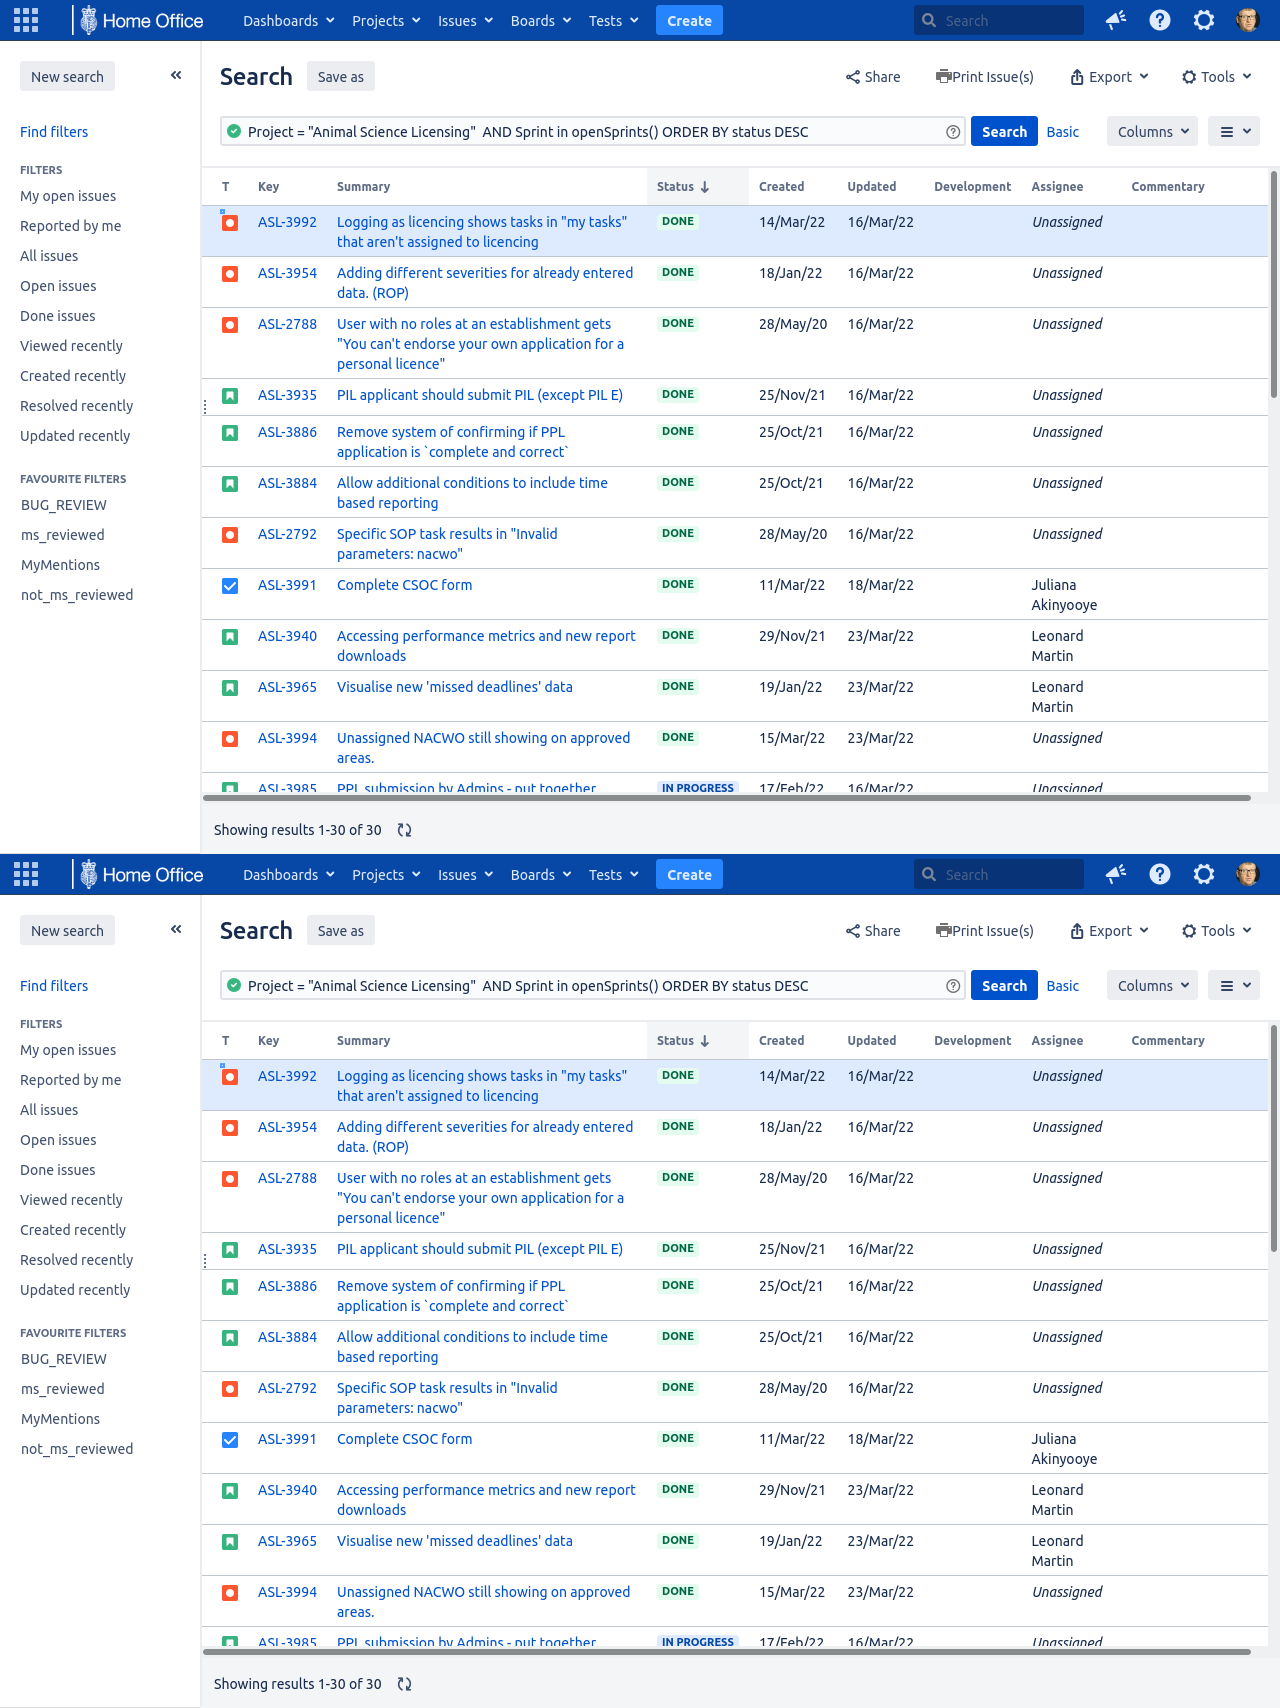 Home Office Dashboards Projects Issues Boards Tests Create Search
New search
Search Save as Share Print Issue(s) Export Tools
Find filters
Project = "Animal Science Licensing"  AND Sprint in openSprints() ORDER BY status DESC Search Basic Columns
FILTERS
My open issues
Reported by me
All issues
Open issues
Done issues
Viewed recently
Created recently
Resolved recently
Updated recently
FAVOURITE FILTERS
BUG_REVIEW
ms_reviewed
MyMentions
not_ms_reviewed
T Key Summary Status Created Updated Development Assignee Commentary
ASL-3992 Logging as licencing shows tasks in "my tasks" DONE 14/Mar/22 16/Mar/22 Unassigned
that aren't assigned to licencing
ASL-3954 Adding different severities for already entered DONE 18/Jan/22 16/Mar/22 Unassigned
data. (ROP)
ASL-2788 User with no roles at an establishment gets DONE 28/May/20 16/Mar/22 Unassigned
"You can't endorse your own application for a
personal licence"
ASL-3935 PIL applicant should submit PIL (except PIL E) DONE 25/Nov/21 16/Mar/22 Unassigned
ASL-3886 Remove system of confirming if PPL DONE 25/Oct/21 16/Mar/22 Unassigned
application is `complete and correct`
ASL-3884 Allow additional conditions to include time DONE 25/Oct/21 16/Mar/22 Unassigned
based reporting
ASL-2792 Specific SOP task results in "Invalid DONE 28/May/20 16/Mar/22 Unassigned
parameters: nacwo"
ASL-3991 Complete CSOC form DONE 11/Mar/22 18/Mar/22 Juliana
Akinyooye
ASL-3940 Accessing performance metrics and new report DONE 29/Nov/21 23/Mar/22 Leonard
downloads Martin
ASL-3965 Visualise new 'missed deadlines' data DONE 19/Jan/22 23/Mar/22 Leonard
Martin
ASL-3994 Unassigned NACWO still showing on approved DONE 15/Mar/22 23/Mar/22 Unassigned
areas.
ASL-3985 PPL submission by Admins - put together IN PROGRESS 17/Feb/22 16/Mar/22 Unassigned
Showing results 1-30 of 30
Home Office Dashboards Projects Issues Boards Tests Create Search
New search
Search Save as Share Print Issue(s) Export Tools
Find filters
Project = "Animal Science Licensing"  AND Sprint in openSprints() ORDER BY status DESC Search Basic Columns
FILTERS
My open issues
Reported by me
All issues
Open issues
Done issues
Viewed recently
Created recently
Resolved recently
Updated recently
FAVOURITE FILTERS
BUG_REVIEW
ms_reviewed
MyMentions
not_ms_reviewed
T Key Summary Status Created Updated Development Assignee Commentary
ASL-3992 Logging as licencing shows tasks in "my tasks" DONE 14/Mar/22 16/Mar/22 Unassigned
that aren't assigned to licencing
ASL-3954 Adding different severities for already entered DONE 18/Jan/22 16/Mar/22 Unassigned
data. (ROP)
ASL-2788 User with no roles at an establishment gets DONE 28/May/20 16/Mar/22 Unassigned
"You can't endorse your own application for a
personal licence"
ASL-3935 PIL applicant should submit PIL (except PIL E) DONE 25/Nov/21 16/Mar/22 Unassigned
ASL-3886 Remove system of confirming if PPL DONE 25/Oct/21 16/Mar/22 Unassigned
application is `complete and correct`
ASL-3884 Allow additional conditions to include time DONE 25/Oct/21 16/Mar/22 Unassigned
based reporting
ASL-2792 Specific SOP task results in "Invalid DONE 28/May/20 16/Mar/22 Unassigned
parameters: nacwo"
ASL-3991 Complete CSOC form DONE 11/Mar/22 18/Mar/22 Juliana
Akinyooye
ASL-3940 Accessing performance metrics and new report DONE 29/Nov/21 23/Mar/22 Leonard
downloads Martin
ASL-3965 Visualise new 'missed deadlines' data DONE 19/Jan/22 23/Mar/22 Leonard
Martin
ASL-3994 Unassigned NACWO still showing on approved DONE 15/Mar/22 23/Mar/22 Unassigned
areas.
ASL-3985 PPL submission by Admins - put together IN PROGRESS 17/Feb/22 16/Mar/22 Unassigned
Showing results 1-30 of 30